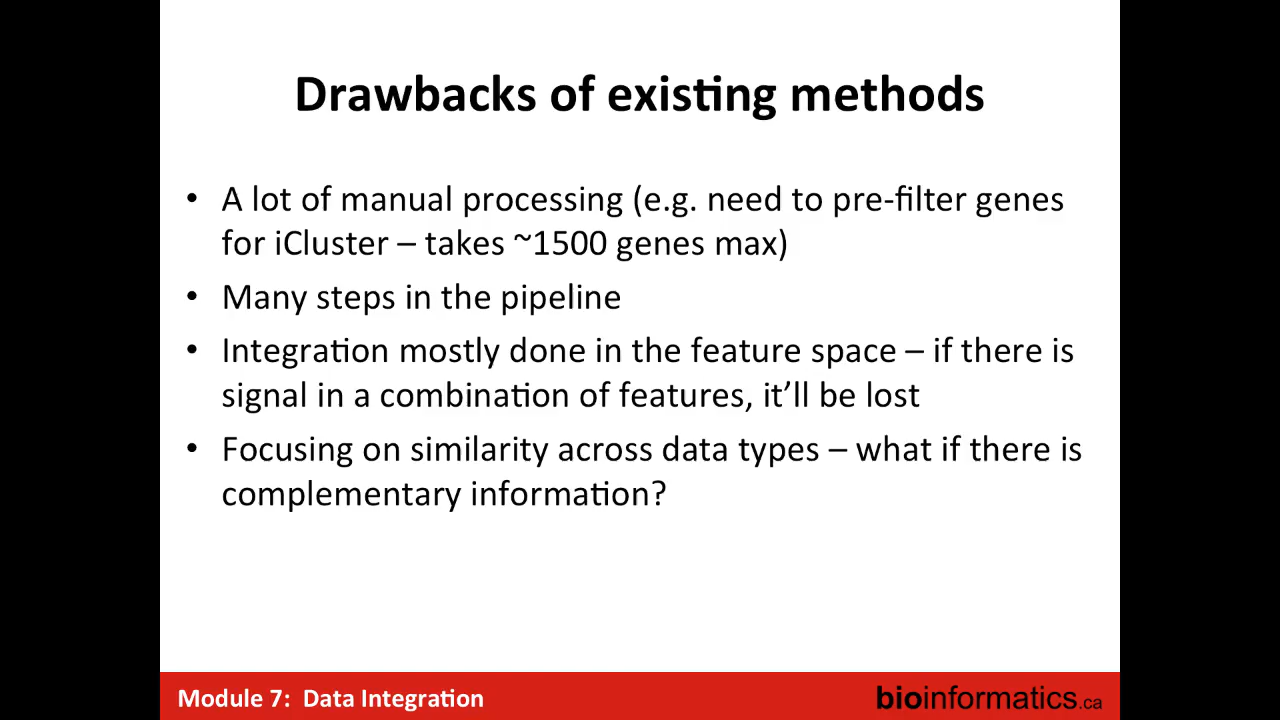 Drawbacks of existing methods
• A lot of manual processing (e.g. need to pre-filter genes
for iCluster – takes ~1500 genes max)
• Many steps in the pipeline
• Integration mostly done in the feature space – if there is
signal in a combination of features, it’ll be lost
• Focusing on similarity across data types – what if there is
complementary information?
Module 7: Data Integration
bioinformatics.ca